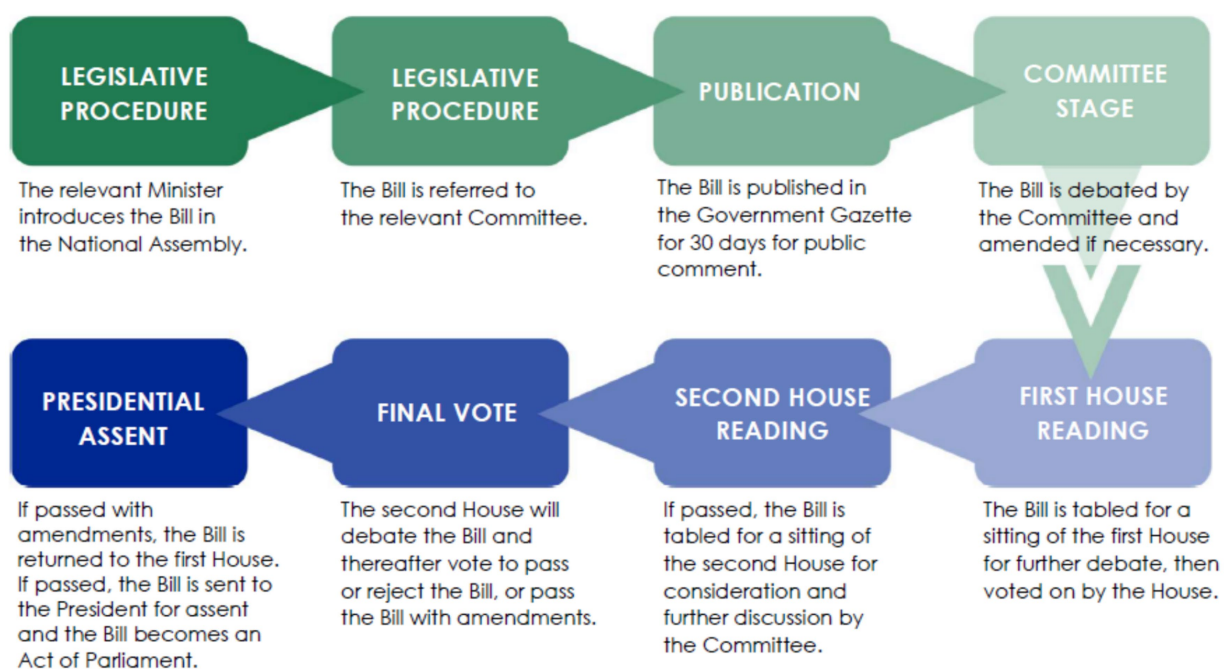 LEGISLATIVE
PROCEDURE
The relevant Minister
introduces the Bill in
the National Assembly.
LEGISLATIVE
PROCEDURE
The Bill is referred to
the relevant Committee.
PUBLICATION
The Bill is published in
the Government Gazette
for 30 days for public
comment.
COMMITTEE
STAGE
The Bill is debated by
the Committee and
amended if necessary.
FIRST HOUSE
READING
The Bill is tabled for a
sitting of the first House
for further debate, then
voted on by the House.
SECOND HOUSE
READING
If passed, the Bill is
tabled for a sitting of
the second House for
consideration and
further discussion by
the Committee.
FINAL VOTE
The second House will
debate the Bill and
thereafter vote to pass
or reject the Bill, or pass
the Bill with amendments.
PRESIDENTIAL
ASSENT
If passed with
amendments, the Bill is
returned to the first House.
If passed, the Bill is sent to
the President for assent
and the Bill becomes an
Act of Parliament.